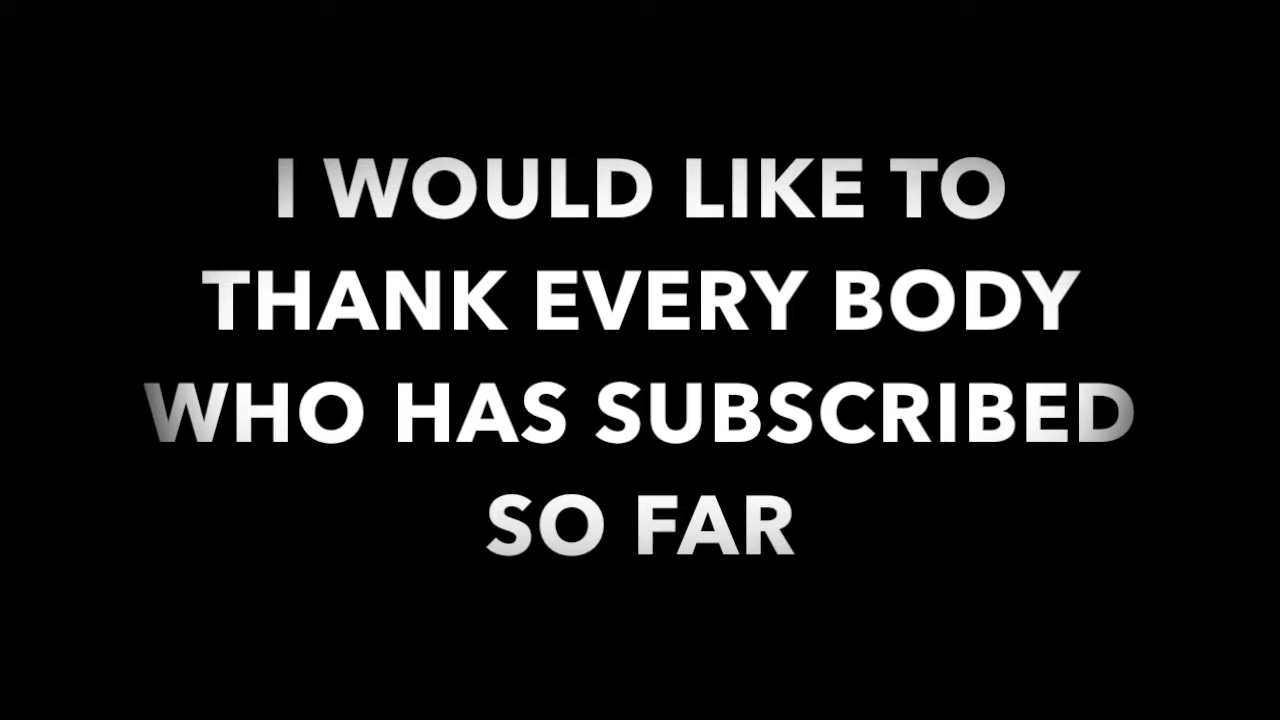 I WOULD LIKE TO
THANK EVERY BODY
WHO HAS SUBSCRIBED
SO FAR